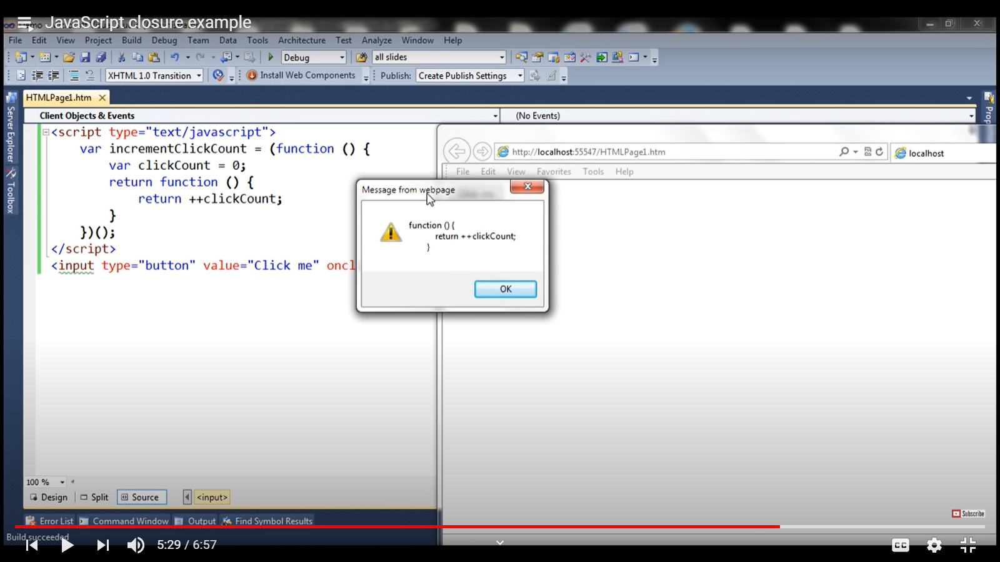 JavaScript closure example
File Edit View Project Build Debug Team Data Tools Architecture Test Analyze Window Help
Debug all slides
XHTML 1.0 Transition Install Web Components Publish: Create Publish Settings
HTMLPage1.htm
Client Objects & Events (No Events)
Server Explorer
Toolbox
Prop
<script type="text/javascript">
var incrementClickCount = (function () {
var clickCount = 0;
return function () {
return ++clickCount;
}
})();
</script>
<input type="button" value="Click me" oncl
http://localhost:55547/HTMLPage1.htm localhost
File Edit View Favorites Tools Help
Message from webpage
function () {
return ++clickCount;
}
OK
100 %
Design Split Source <input>
Subscribe
Error List Command Window Output Find Symbol Results
Build succeeded
5:29 / 6:57
CC